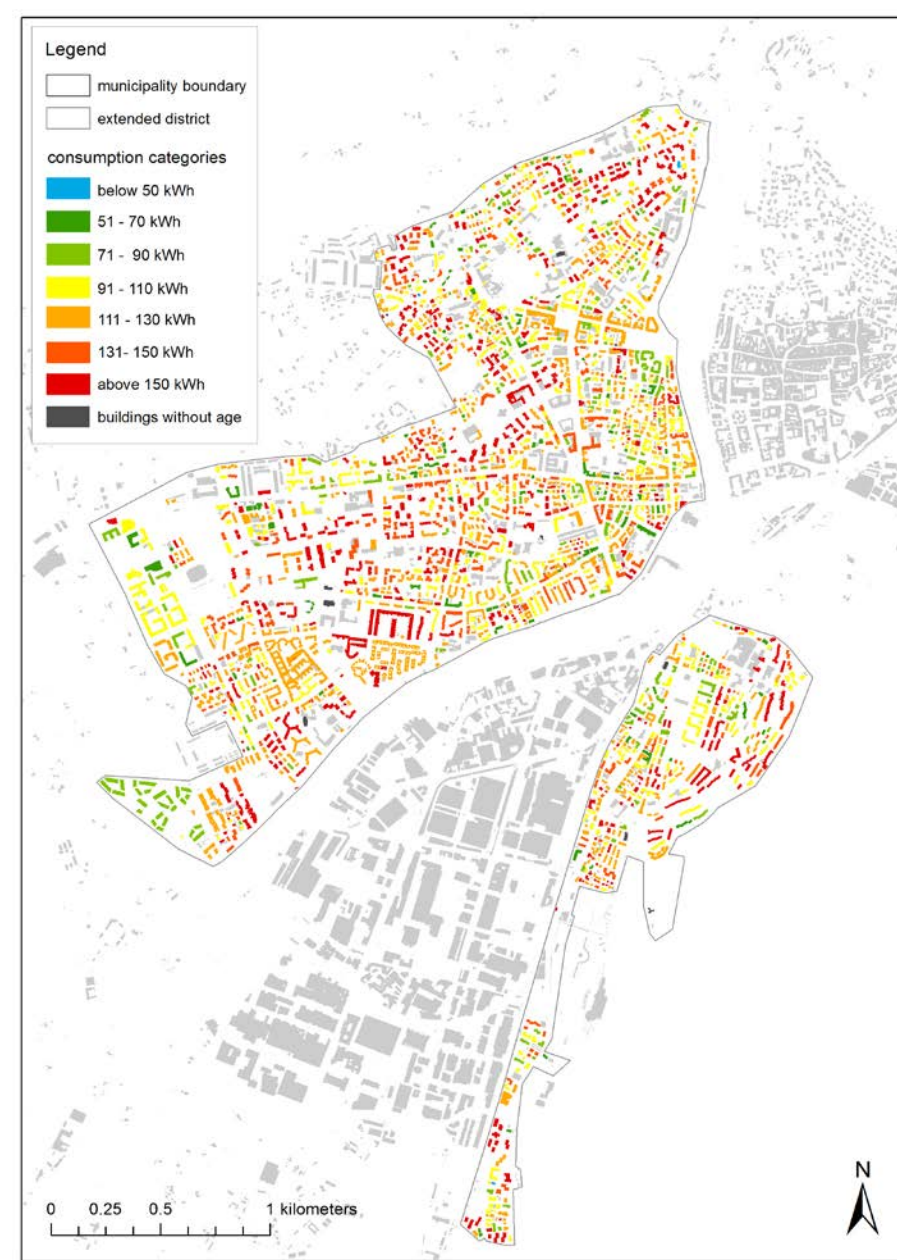 Legend
municipality boundary
extended district
consumption categories
below 50 kWh
51 - 70 kWh
71 -  90 kWh
91 - 110 kWh
111 - 130 kWh
131- 150 kWh
above 150 kWh
buildings without age
N
0 0.25 0.5 1 kilometers